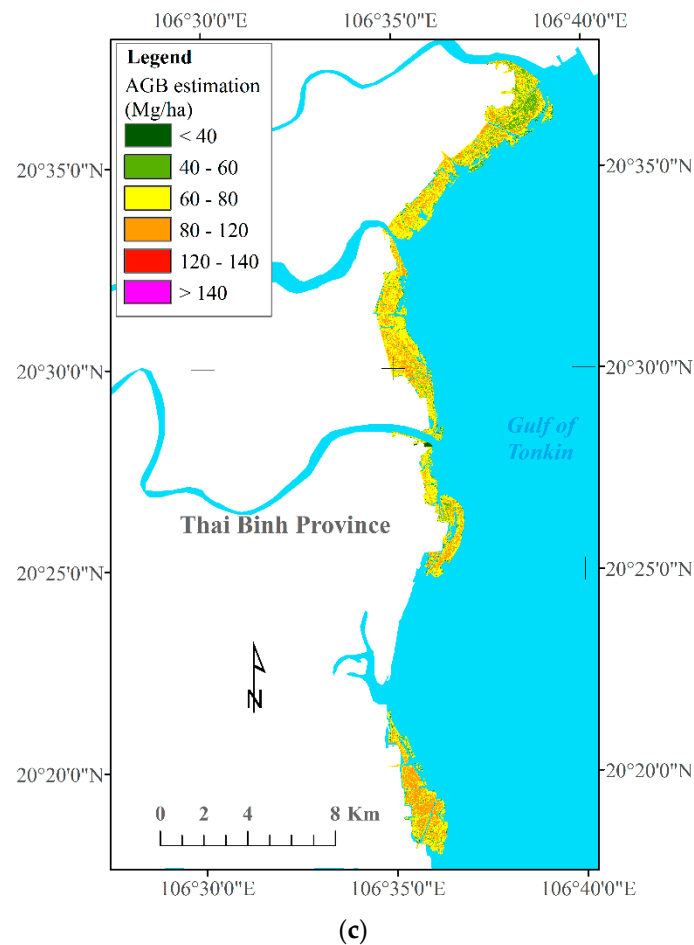 106°30'0"E 106°35'0"E 106°40'0"E
Legend
AGB estimation
(Mg/ha)
< 40
40 - 60
60 - 80
80 - 120
120 - 140
> 140
20°35'0"N 20°35'0"N
20°30'0"N 20°30'0"N
Gulf of
Tonkin
Thai Binh Province
20°25'0"N 20°25'0"N
N
20°20'0"N 20°20'0"N
0 2 4 8 Km
106°30'0"E 106°35'0"E 106°40'0"E
(c)